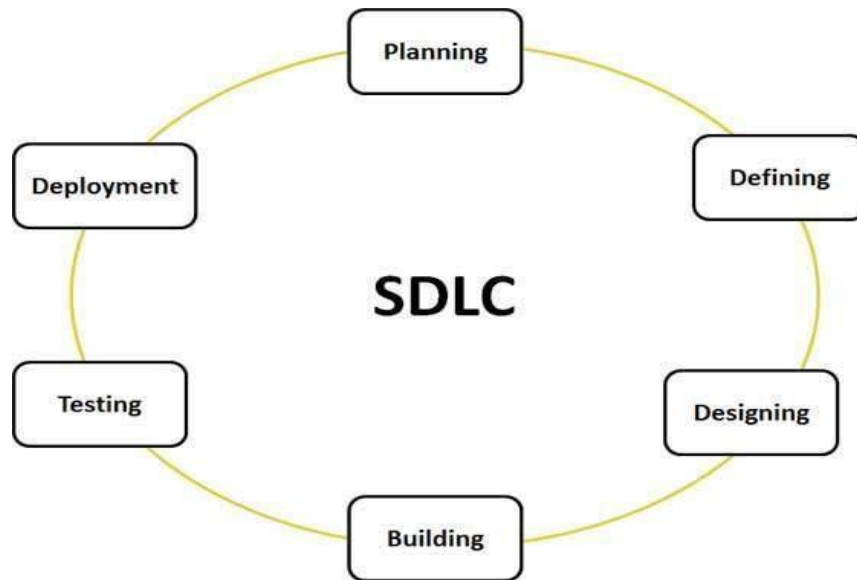 Planning
Defining
Designing
Building
Testing
Deployment
SDLC